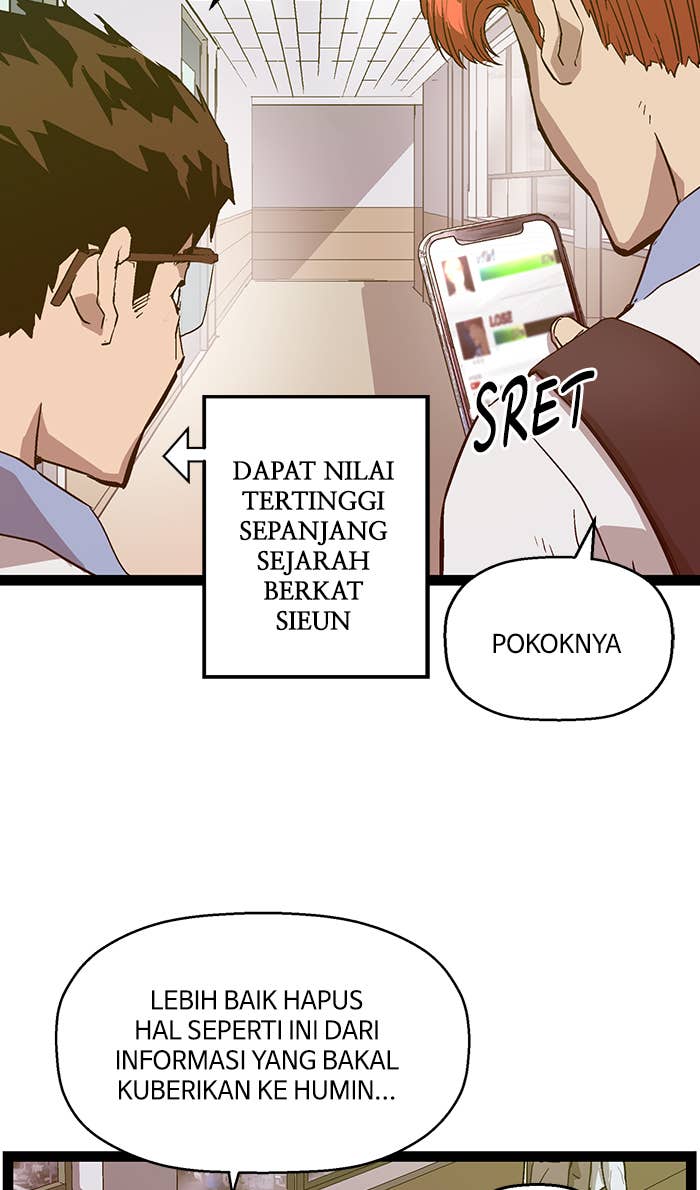 LOSE
SRET
DAPAT NILAI
TERTINGGI
SEPANJANG
SEJARAH
BERKAT
SIEUN
POKOKNYA
LEBIH BAIK HAPUS
HAL SEPERTI INI DARI
INFORMASI YANG BAKAL
KUBERIKAN KE HUMIN...